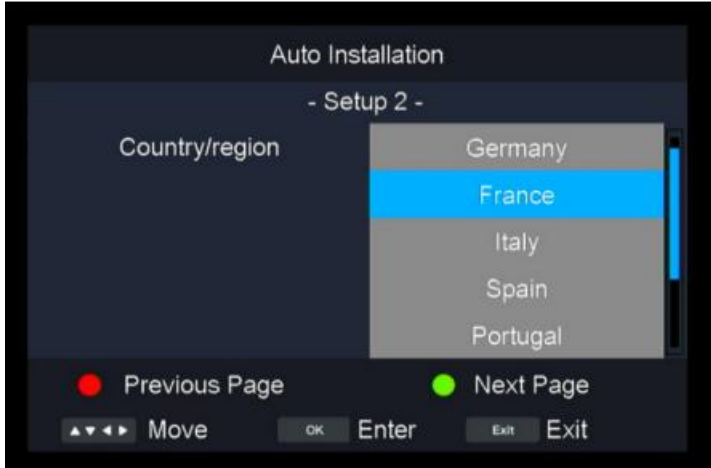 Auto Installation
- Setup 2 -
Country/region
Germany
France
Italy
Spain
Portugal
Previous Page Next Page
Move OK Enter Exit Exit